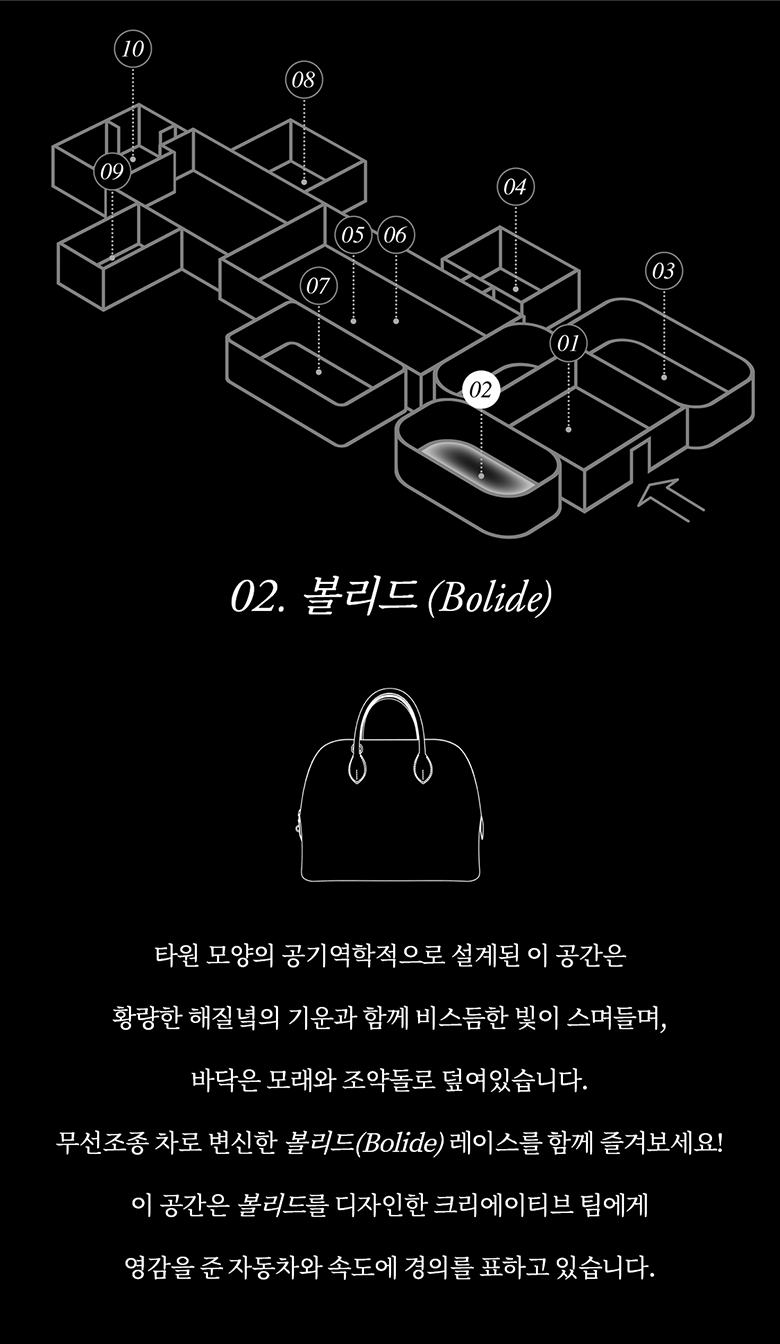 10
08
09
04
05
06
03
07
01
02
02. 볼리드 (Bolide)
타원 모양의 공기역학적으로 설계된 이 공간은
황량한 해질녘의 기운과 함께 비스듬한 빛이 스며들며,
바닥은 모래와 조약돌로 덮여있습니다.
무선조종 차로 변신한 볼리드(Bolide) 레이스를 함께 즐겨보세요!
이 공간은 볼리드를 디자인한 크리에이티브 팀에게
영감을 준 자동차와 속도에 경의를 표하고 있습니다.